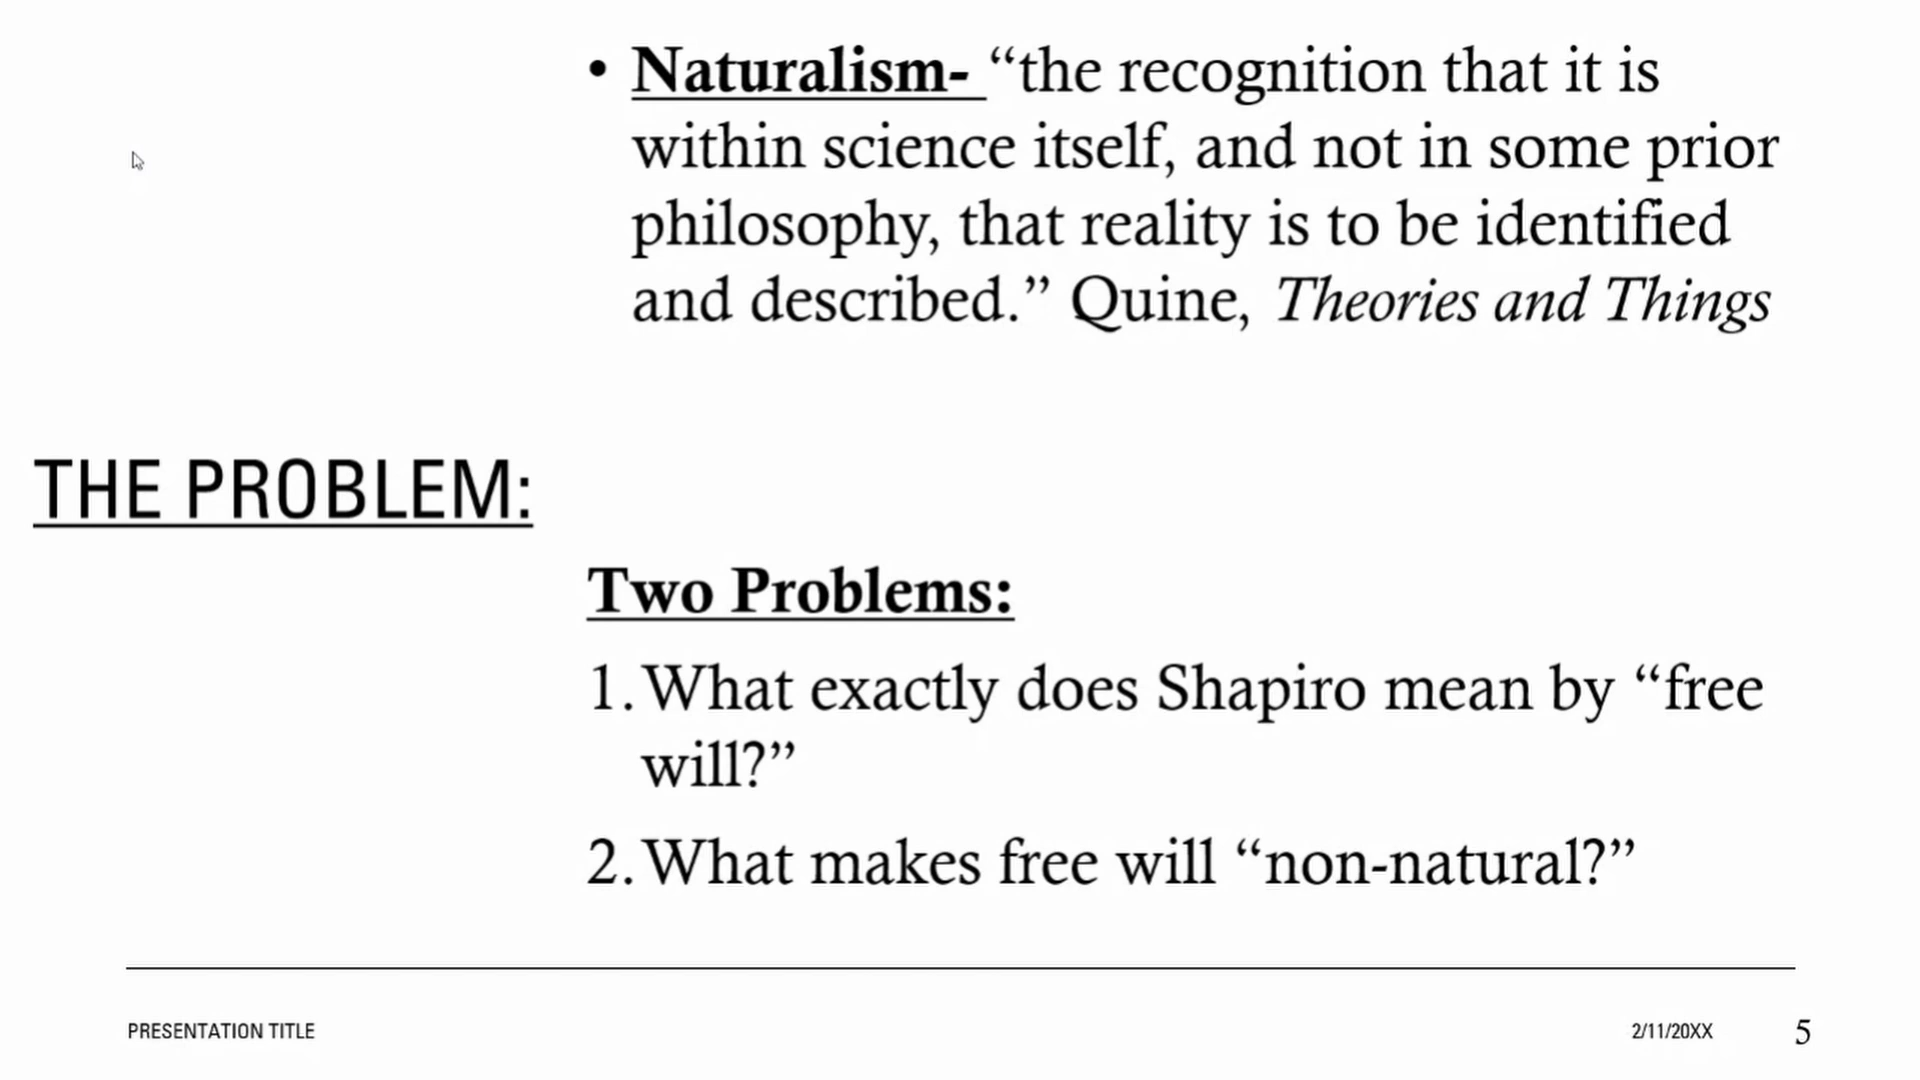 • Naturalism- “the recognition that it is
within science itself, and not in some prior
philosophy, that reality is to be identified
and described.” Quine, Theories and Things
THE PROBLEM:
Two Problems:
1. What exactly does Shapiro mean by “free
will?”
2. What makes free will “non-natural?”
PRESENTATION TITLE
2/11/20XX
5